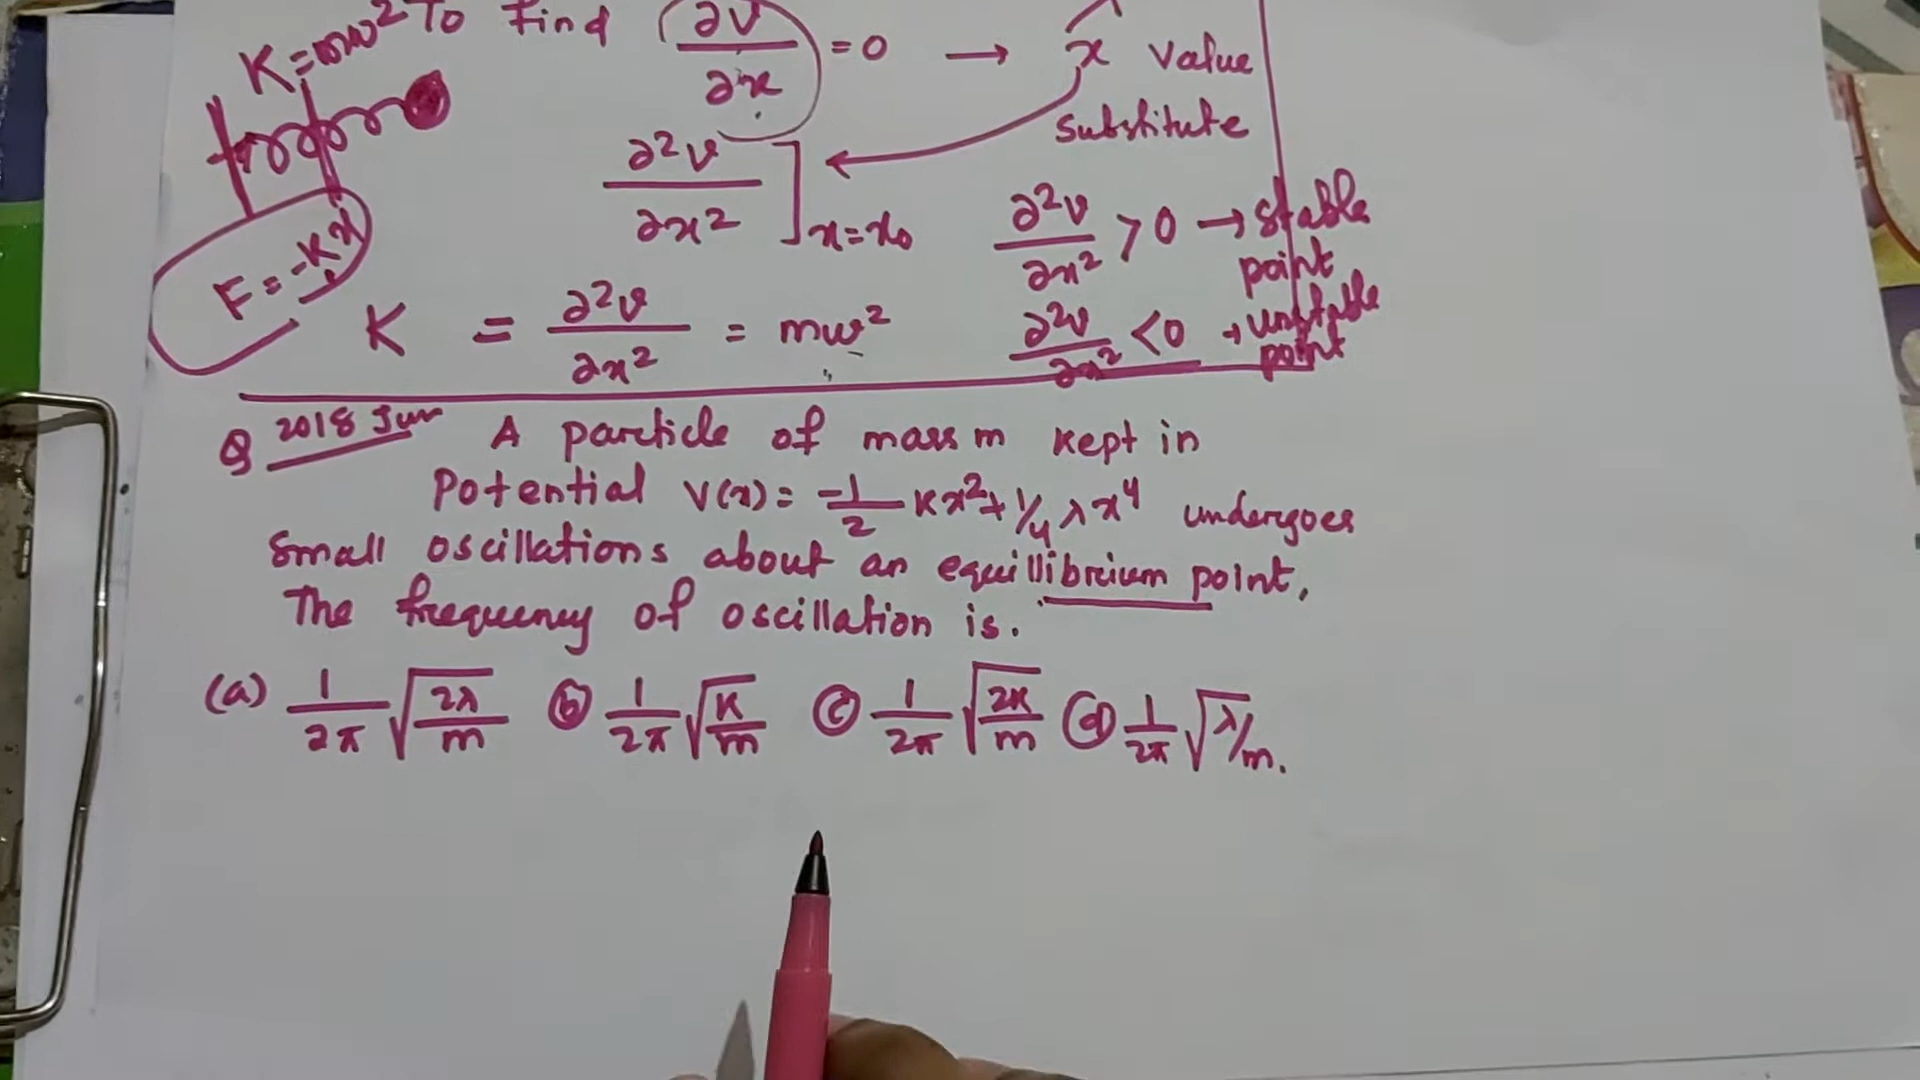 K = mω² To Find ∂V/∂x = 0 → x value
substitute
∂²V/∂x² ]x=x₀
∂²V/∂x² > 0 → stable point
F = -Kx
K = ∂²V/∂x² = mω²
∂²V/∂x² < 0 → unstable point
Q 2018 Jun A particle of mass m kept in
Potential V(x) = -1/2 Kx² + 1/4 λx⁴ undergoes
Small oscillations about an equillibrium point.
The frequency of oscillation is.
(a) 1/2π √(2λ/m) (b) 1/2π √(K/m) (c) 1/2π √(2K/m) (d) 1/2π √(λ/m).